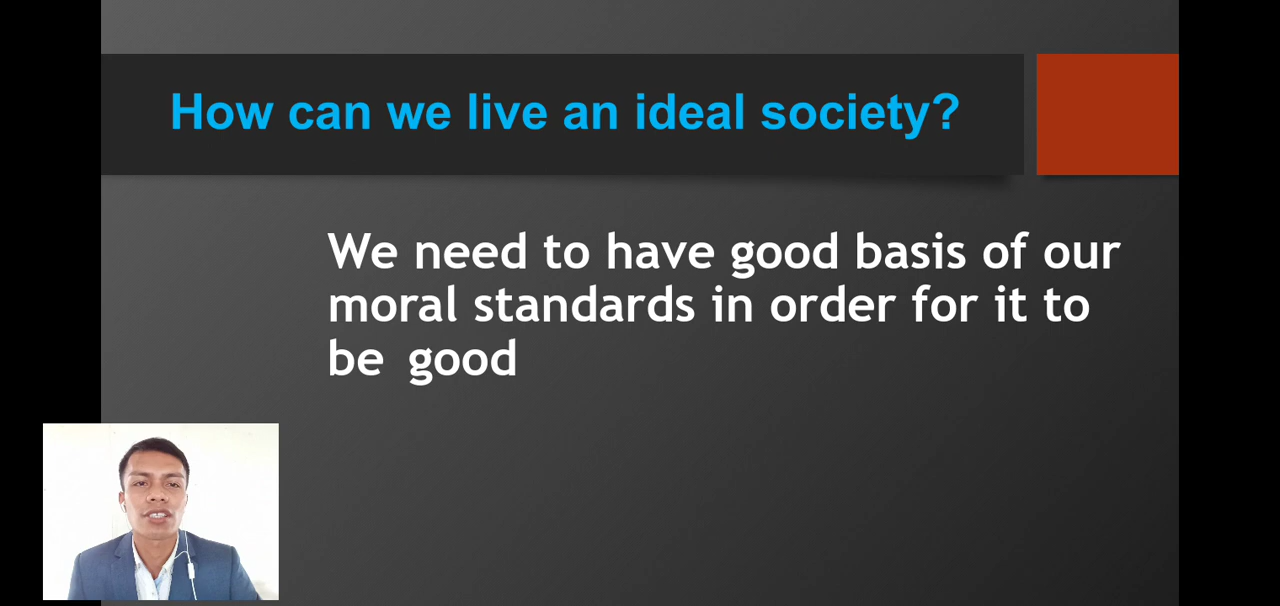 How can we live an ideal society?
We need to have good basis of our
moral standards in order for it to
be good